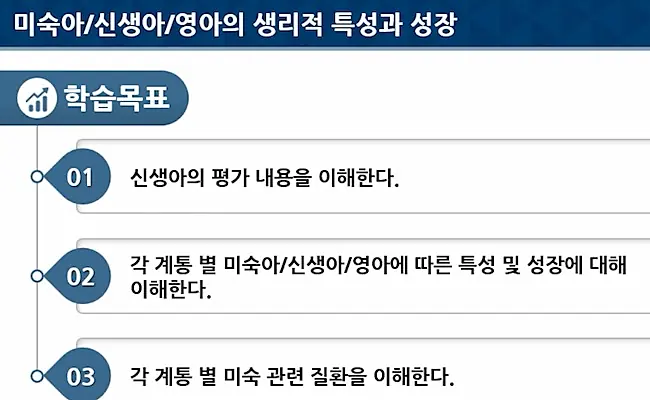 미숙아/신생아/영아의 생리적 특성과 성장
학습목표
01
신생아의 평가 내용을 이해한다.
02
각 계통 별 미숙아/신생아/영아에 따른 특성 및 성장에 대해
이해한다.
03
각 계통 별 미숙 관련 질환을 이해한다.